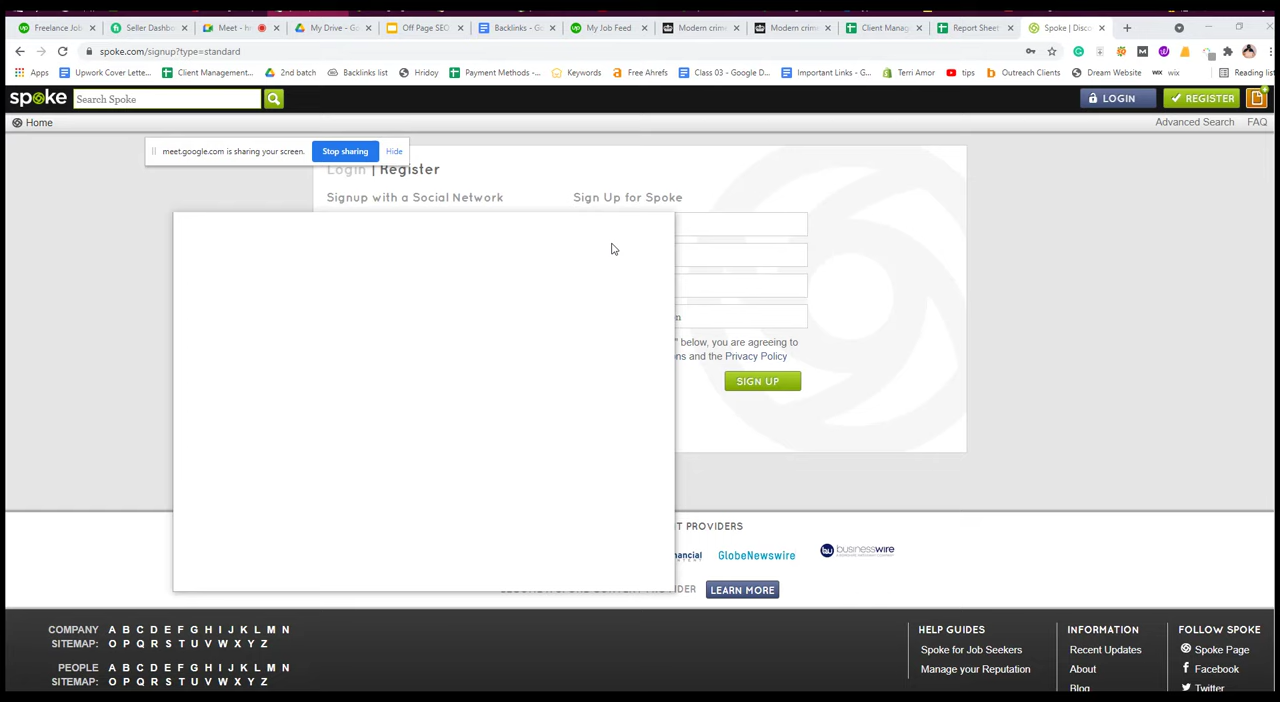 Freelance Job
Seller Dashbo
Meet - h
My Drive - Go
Off Page SEO
Backlinks - Go
My Job Feed
Modern crime
Modern crime
Client Manag
Report Sheet
Spoke | Disco
spoke.com/signup?type=standard
Apps
Upwork Cover Lette...
Client Management...
2nd batch
Backlinks list
Hridoy
Payment Methods -...
Keywords
Free Ahrefs
Class 03 - Google D...
Important Links - G...
Terri Amor
tips
Outreach Clients
Dream Website
wix
Reading list
spoke
Search Spoke
LOGIN
REGISTER
Home
Advanced Search
FAQ
meet.google.com is sharing your screen.
Stop sharing
Hide
Login | Register
Signup with a Social Network
Sign Up for Spoke
" below, you are agreeing to
and the Privacy Policy
SIGN UP
PROVIDERS
GlobeNewswire
businesswire
PROVIDER
LEARN MORE
COMPANY
A B C D E F G H I J K L M N
SITEMAP:
O P Q R S T U V W X Y Z
PEOPLE
A B C D E F G H I J K L M N
SITEMAP:
O P Q R S T U V W X Y Z
HELP GUIDES
Spoke for Job Seekers
Manage your Reputation
INFORMATION
Recent Updates
About
Blog
FOLLOW SPOKE
Spoke Page
Facebook
Twitter